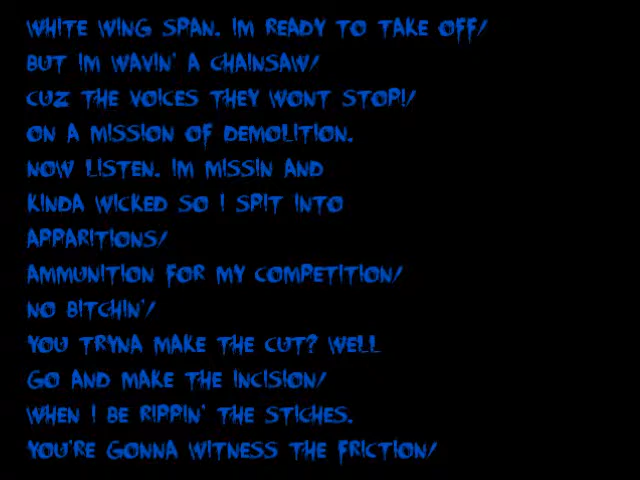 WHITE WING SPAN. IM READY TO TAKE OFF/
BUT IM WAVIN' A CHAINSAW/
CUZ THE VOICES THEY WONT STOP!/
ON A MISSION OF DEMOLITION.
NOW LISTEN. IM MISSIN AND
KINDA WICKED SO I SPIT INTO
APPARITIONS/
AMMUNITION FOR MY COMPETITION/
NO BITCHIN'/
YOU TRYNA MAKE THE CUT? WELL
GO AND MAKE THE INCISION/
WHEN I BE RIPPIN' THE STICHES.
YOU'RE GONNA WITNESS THE FRICTION/